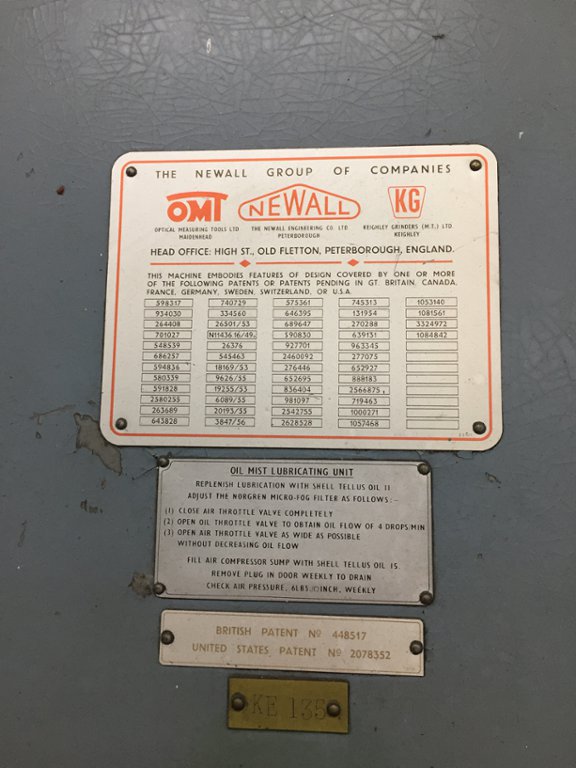 THE NEWALL GROUP OF COMPANIES
OMT NEWALL KG
OPTICAL MEASURING TOOLS LTD THE NEWALL ENGINEERING CO. LTD KEIGHLEY GRINDERS (M.T.) LTD
MAIDENHEAD PETERBOROUGH KEIGHLEY
HEAD OFFICE: HIGH ST., OLD FLETTON, PETERBOROUGH, ENGLAND.
THIS MACHINE EMBODIES FEATURES OF DESIGN COVERED BY ONE OR MORE
OF THE FOLLOWING PATENTS OR PATENTS PENDING IN GT. BRITAIN, CANADA,
FRANCE, GERMANY, SWEDEN, SWITZERLAND, OR U.S.A.
598317 740729 575361 745313 1053140
934030 334560 646395 131954 1081561
264408 26501/53 689647 270288 3324972
701027 N11436.16/49. 590830 639131 1084842
548539 26376 927701 963345
686257 545463 2460092 277075
594836 18169/53 276446 652927
580339 9626/55 652695 888183
591828 19255/53 836404 2566875
2580255 6089/55 981097 719463
263689 20193/55 2542755 1000271
643828 3847/56 2628528 1057468
OIL MIST LUBRICATING UNIT
REPLENISH LUBRICATION WITH SHELL TELLUS OIL 11
ADJUST THE NORGREN MICRO-FOG FILTER AS FOLLOWS:-
(1) CLOSE AIR THROTTLE VALVE COMPLETELY
(2) OPEN OIL THROTTLE VALVE TO OBTAIN OIL FLOW OF 4 DROPS/MIN
(3) OPEN AIR THROTTLE VALVE AS WIDE AS POSSIBLE
WITHOUT DECREASING OIL FLOW
FILL AIR COMPRESSOR SUMP WITH SHELL TELLUS OIL 15.
REMOVE PLUG IN DOOR WEEKLY TO DRAIN
CHECK AIR PRESSURE, 6LBS/□INCH, WEEKLY
BRITISH PATENT Nº 448517
UNITED STATES PATENT Nº 2078352
KE 135